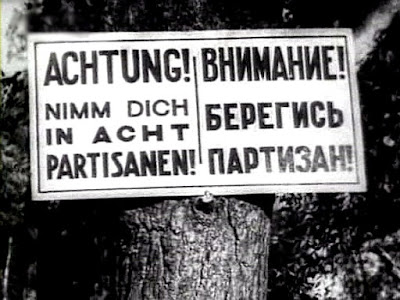 ACHTUNG!
NIMM DICH
IN ACHT
PARTISANEN!
ВНИМАНИЕ!
БЕРЕГИСЬ
ПАРТИЗАН!